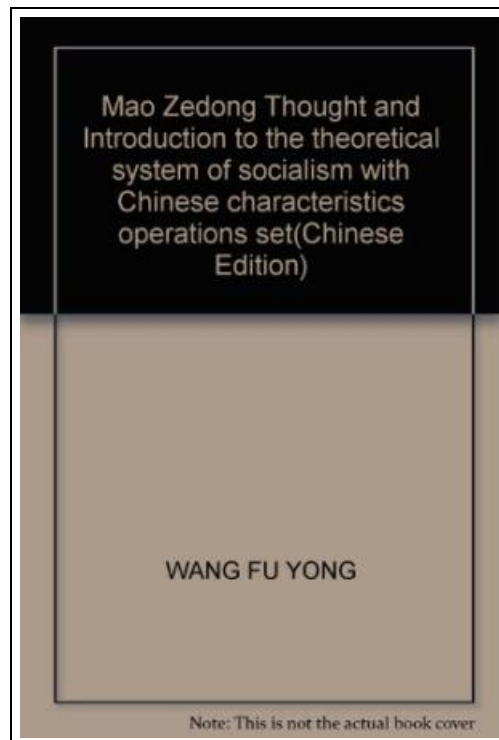 Mao Zedong Thought and
Introduction to the theoretical
system of socialism with
Chinese characteristics
operations set(Chinese
Edition)
WANG FU YONG
Note: This is not the actual book cover